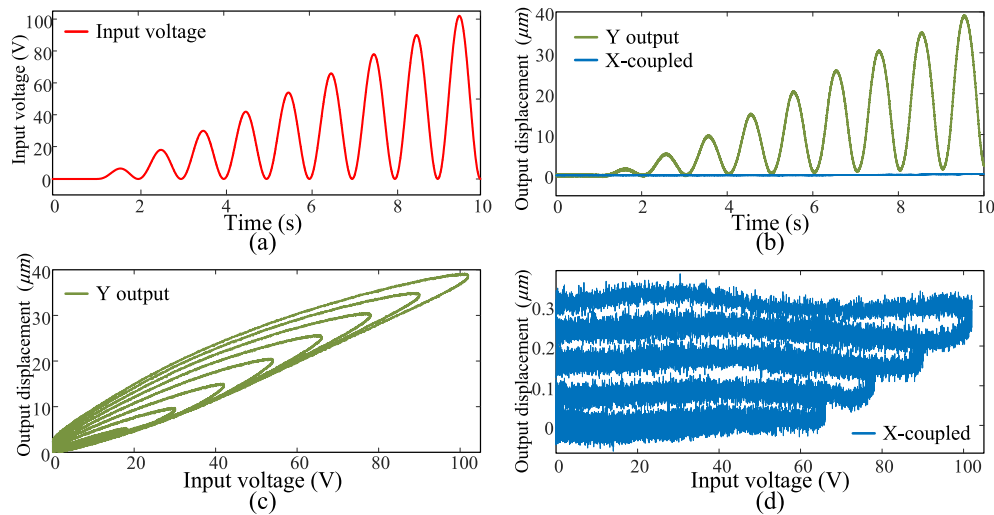 Input voltage (V)
100
80
60
40
20
0
Input voltage
0
2
4
6
8
10
Time (s)
(a)
Output displacement (μm)
40
30
20
10
0
Y output
X-coupled
0
2
4
6
8
10
Time (s)
(b)
Output displacement (μm)
40
30
20
10
0
Y output
0
20
40
60
80
100
Input voltage (V)
(c)
Output displacement (μm)
0.3
0.2
0.1
0
X-coupled
0
20
40
60
80
100
Input voltage (V)
(d)